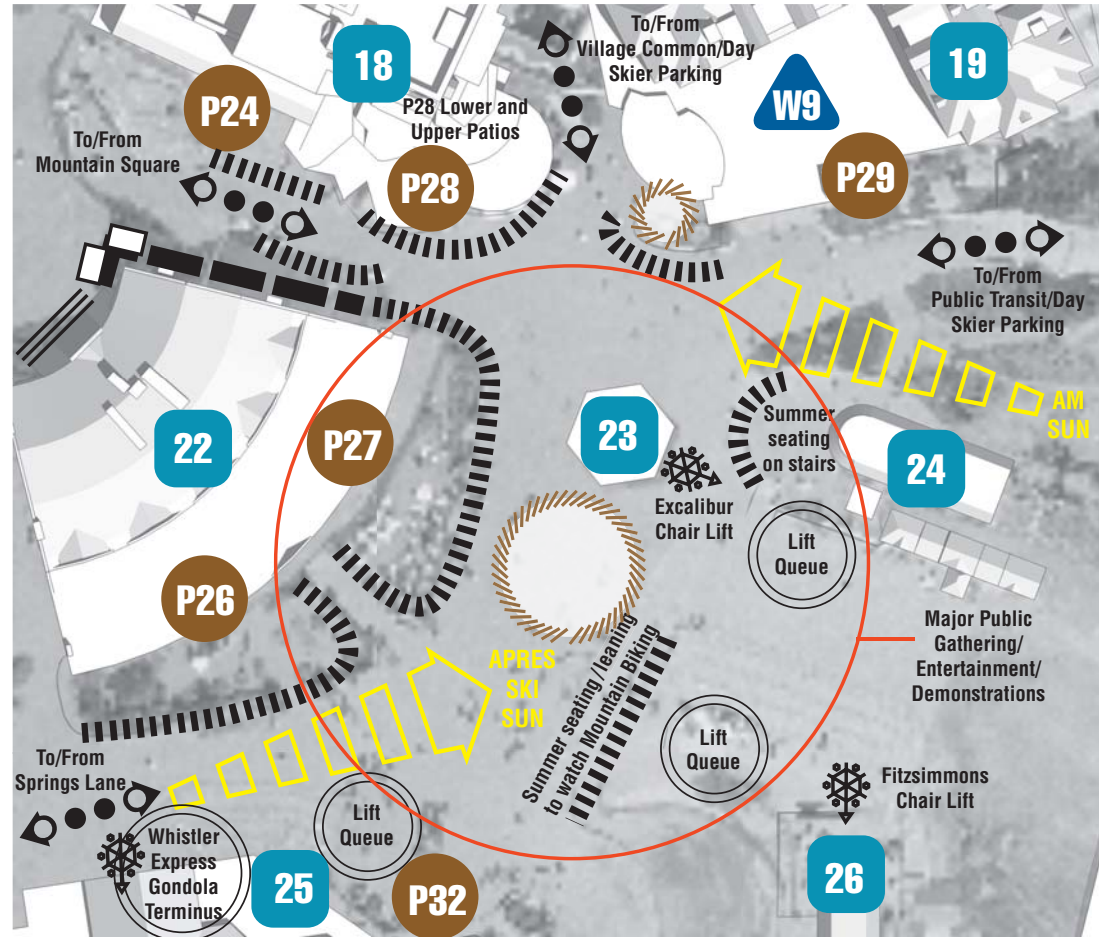 To/From
Village Common/Day
Skier Parking
18
19
P24
P28 Lower and
Upper Patios
W9
To/From
Mountain Square
P28
P29
To/From
Public Transit/Day
Skier Parking
AM
SUN
Summer
seating
on stairs
22
P27
23
24
Excalibur
Chair Lift
Lift
Queue
P26
Major Public
Gathering/
Entertainment/
Demonstrations
APRES
SKI
SUN
Summer seating /leaning
to watch Mountain Biking
Lift
Queue
To/From
Springs Lane
Fitzsimmons
Chair Lift
Lift
Queue
Whistler
Express
Gondola
Terminus
25
P32
26